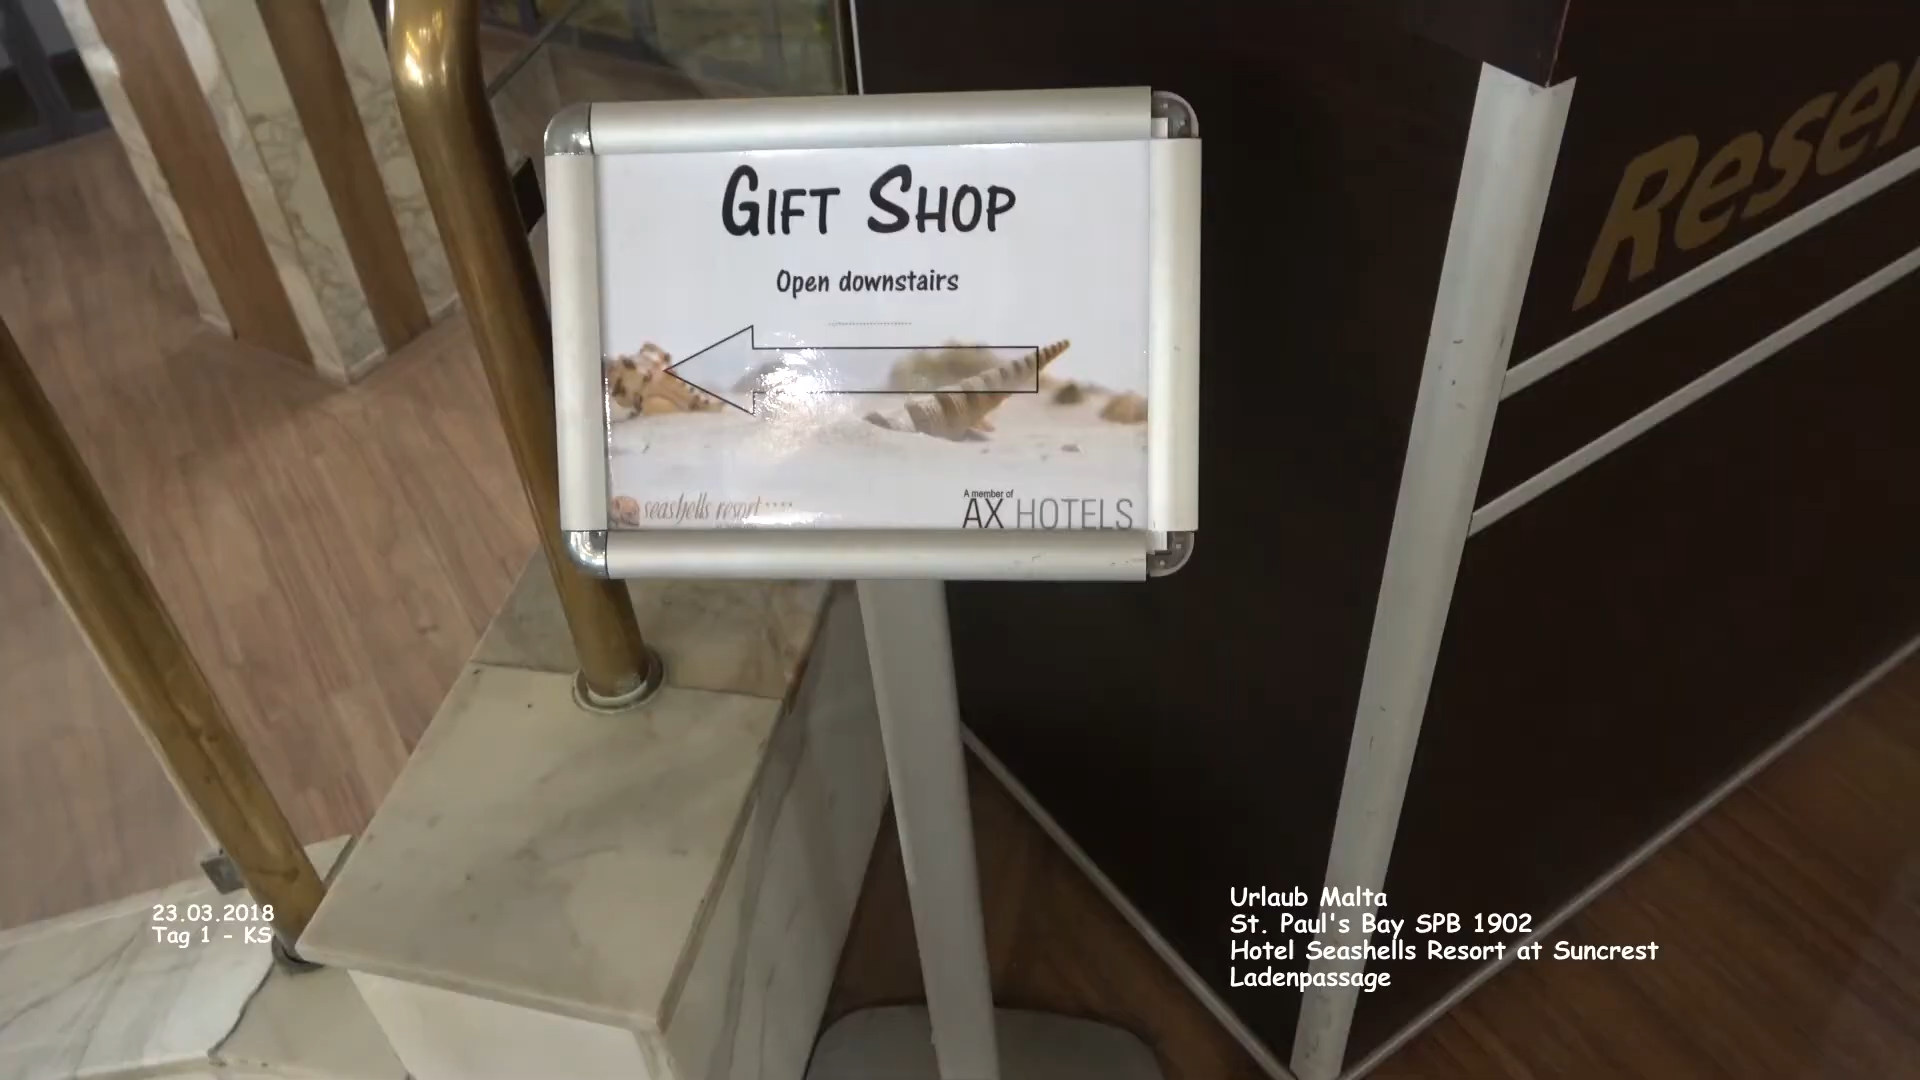 GIFT SHOP
Open downstairs
seashells resort
A member of
AX HOTELS
Urlaub Malta
St. Paul's Bay SPB 1902
Hotel Seashells Resort at Suncrest
Ladenpassage
23.03.2018
Tag 1 - KS